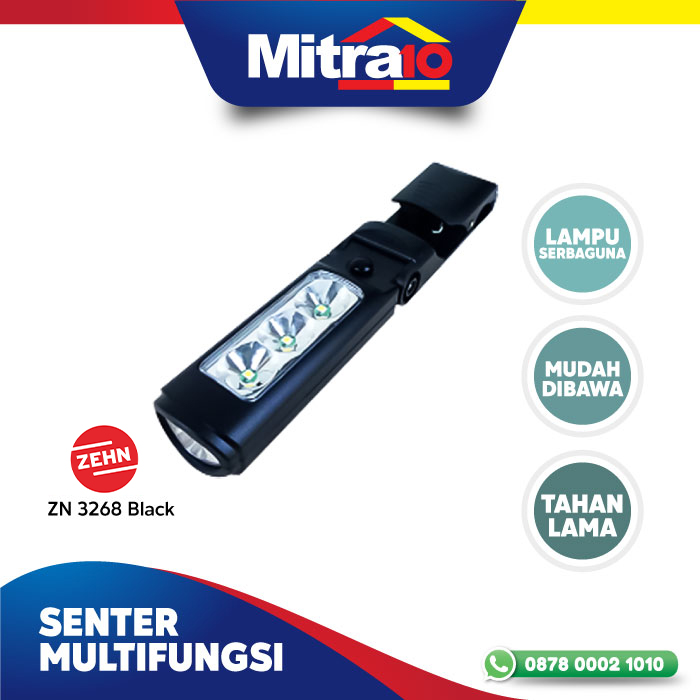 Mitra10
LAMPU
SERBAGUNA
MUDAH
DIBAWA
TAHAN
LAMA
ZEHN
ZN 3268 Black
SENTER
MULTIFUNGSI
0878 0002 1010